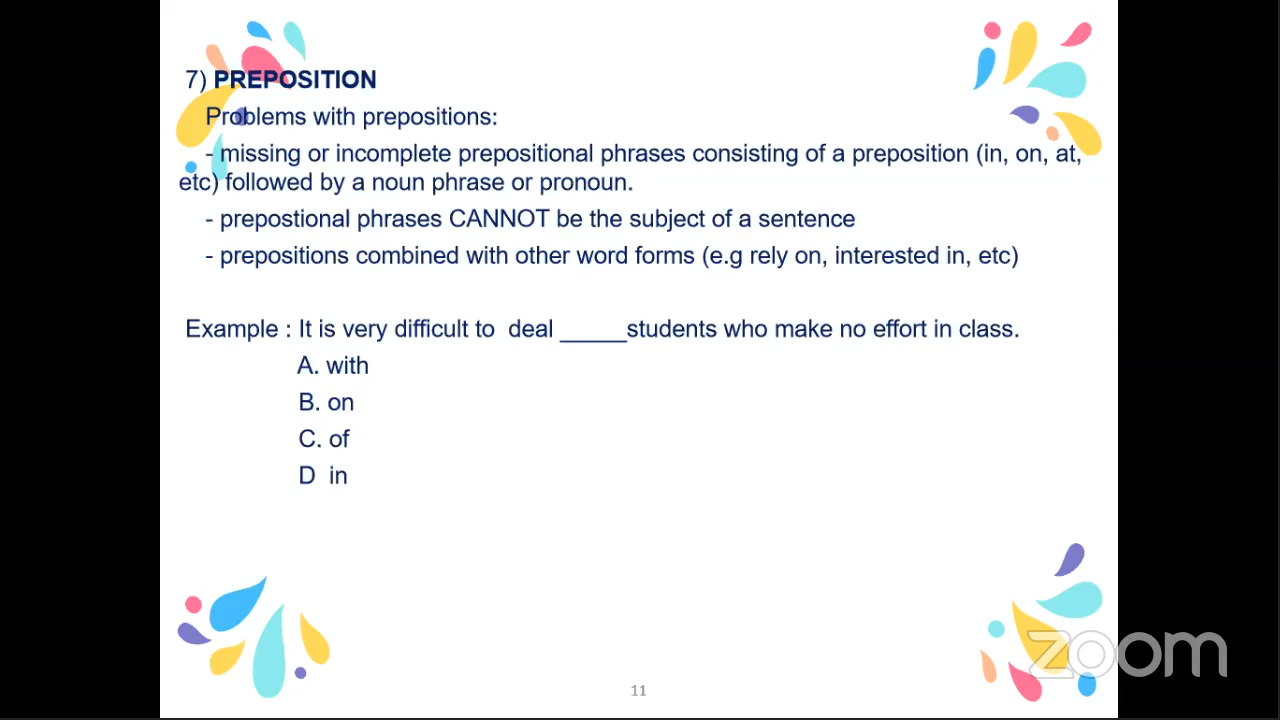 7) PREPOSITION
Problems with prepositions:
- missing or incomplete prepositional phrases consisting of a preposition (in, on, at,
etc) followed by a noun phrase or pronoun.
- prepostional phrases CANNOT be the subject of a sentence
- prepositions combined with other word forms (e.g rely on, interested in, etc)
Example : It is very difficult to deal _____students who make no effort in class.
A. with
B. on
C. of
D in
zoom
11